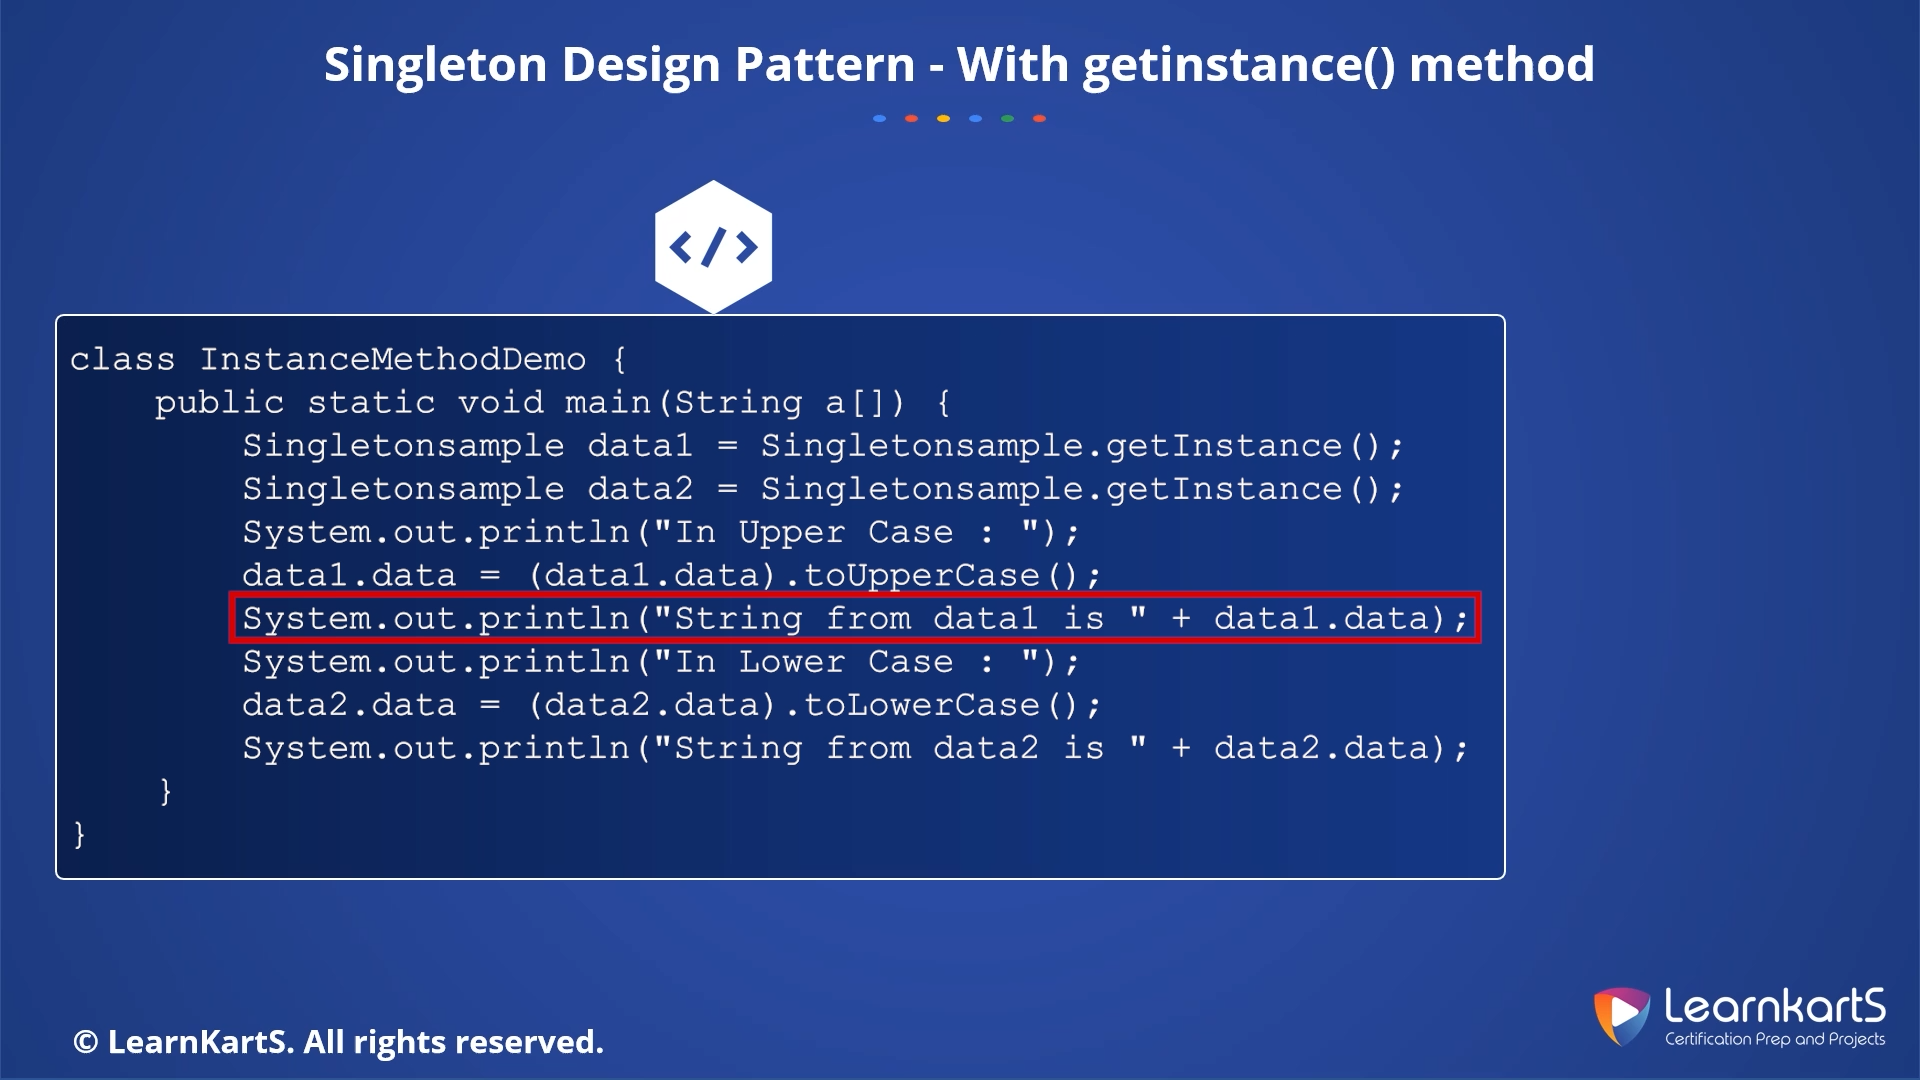 Singleton Design Pattern - With getinstance() method
</>
class InstanceMethodDemo {
public static void main(String a[]) {
Singletonsample data1 = Singletonsample.getInstance();
Singletonsample data2 = Singletonsample.getInstance();
System.out.println("In Upper Case : ");
data1.data = (data1.data).toUpperCase();
System.out.println("String from data1 is " + data1.data);
System.out.println("In Lower Case : ");
data2.data = (data2.data).toLowerCase();
System.out.println("String from data2 is " + data2.data);
}
}
LearnkartS
Certification Prep and Projects
© LearnKartS. All rights reserved.